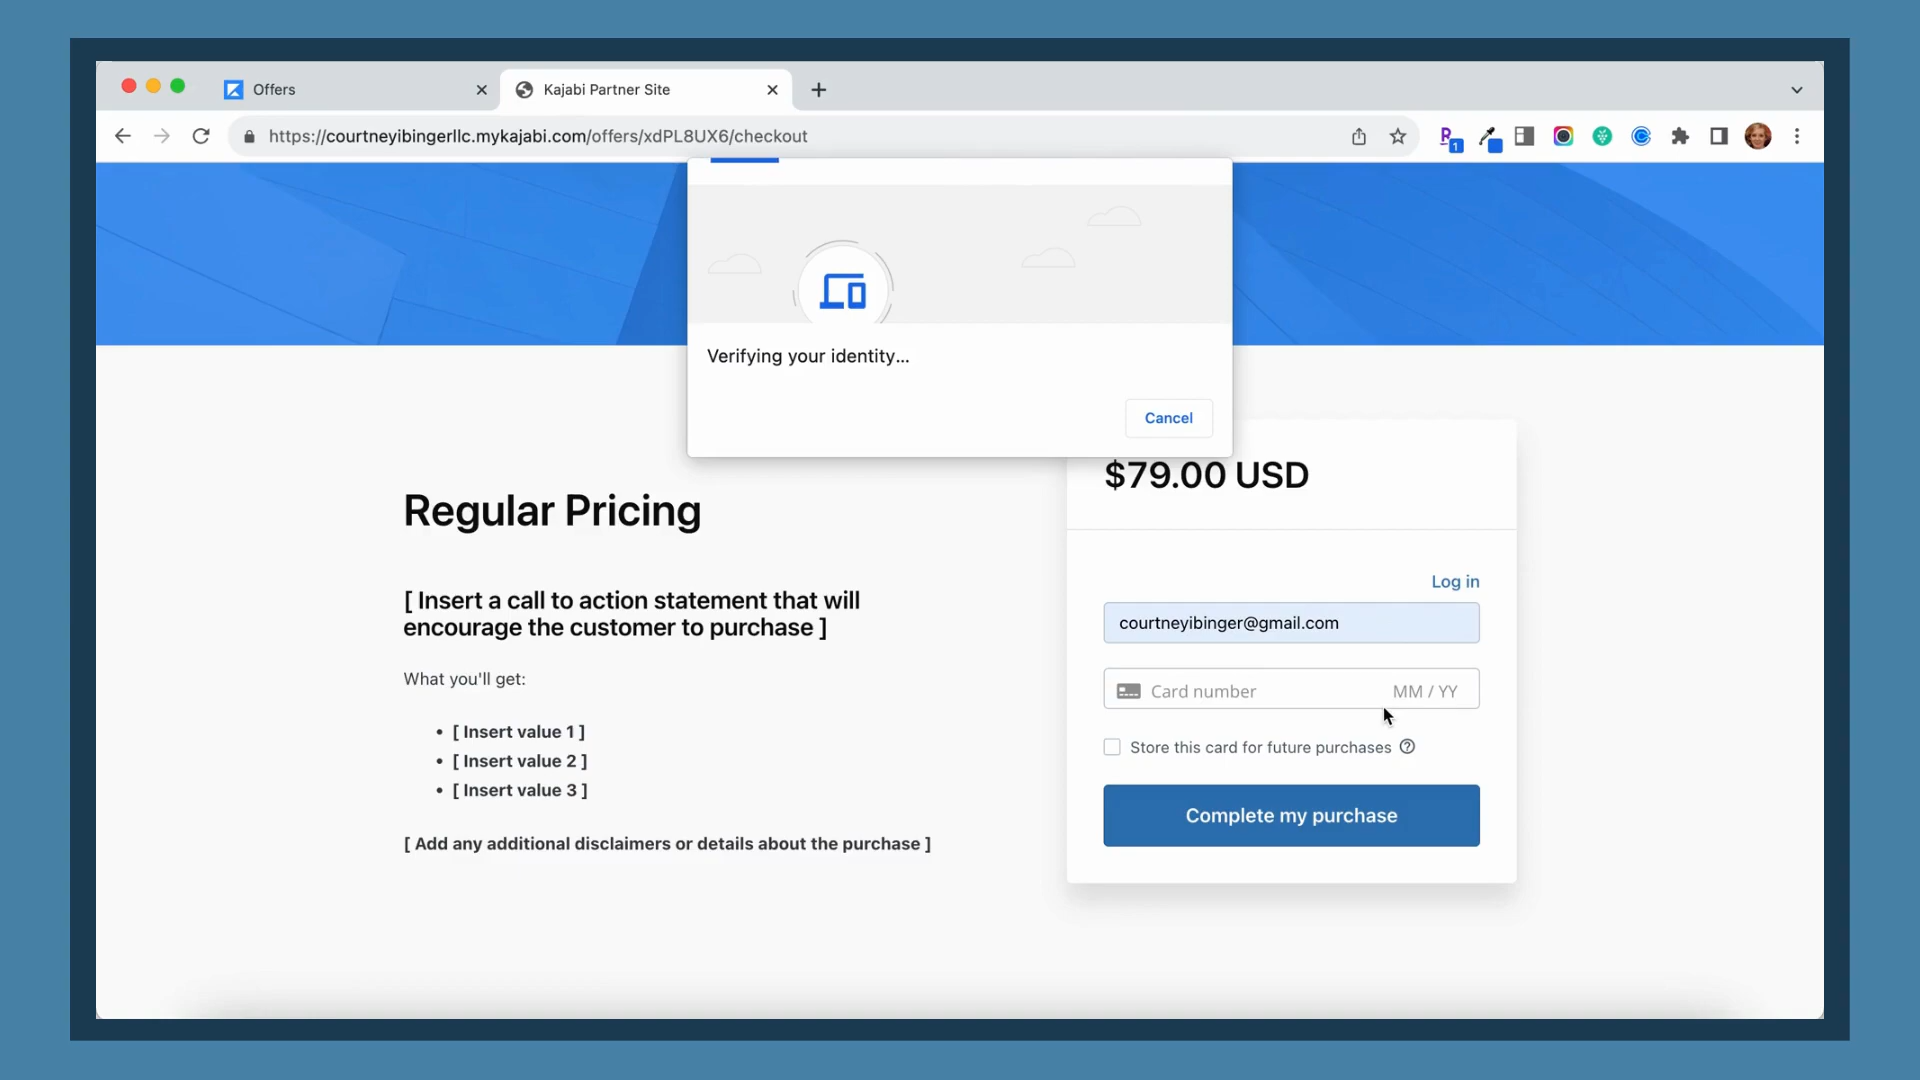 Offers
Kajabi Partner Site
https://courtneyibingerllc.mykajabi.com/offers/xdPL8UX6/checkout
1
Verifying your identity...
Cancel
$79.00 USD
Regular Pricing
[ Insert a call to action statement that will
encourage the customer to purchase ]
What you'll get:
• [ Insert value 1 ]
• [ Insert value 2 ]
• [ Insert value 3 ]
[ Add any additional disclaimers or details about the purchase ]
Log in
courtneyibinger@gmail.com
Card number MM / YY
Store this card for future purchases ?
Complete my purchase